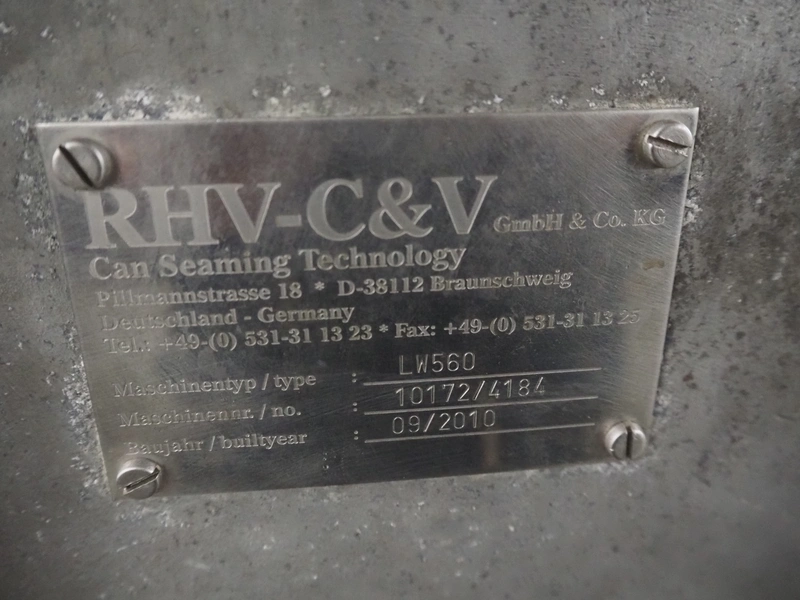 RHV-C&V GmbH & Co. KG
Can Seaming Technology
Pillmannstrasse 18 * D-38112 Braunschweig
Deutschland - Germany
Tel.: +49-(0) 531-31 13 23 * Fax: +49-(0) 531-31 13 25
Maschinentyp / type : LW560
Maschinennr. / no. : 10172/4184
Baujahr / builtyear : 09/2010